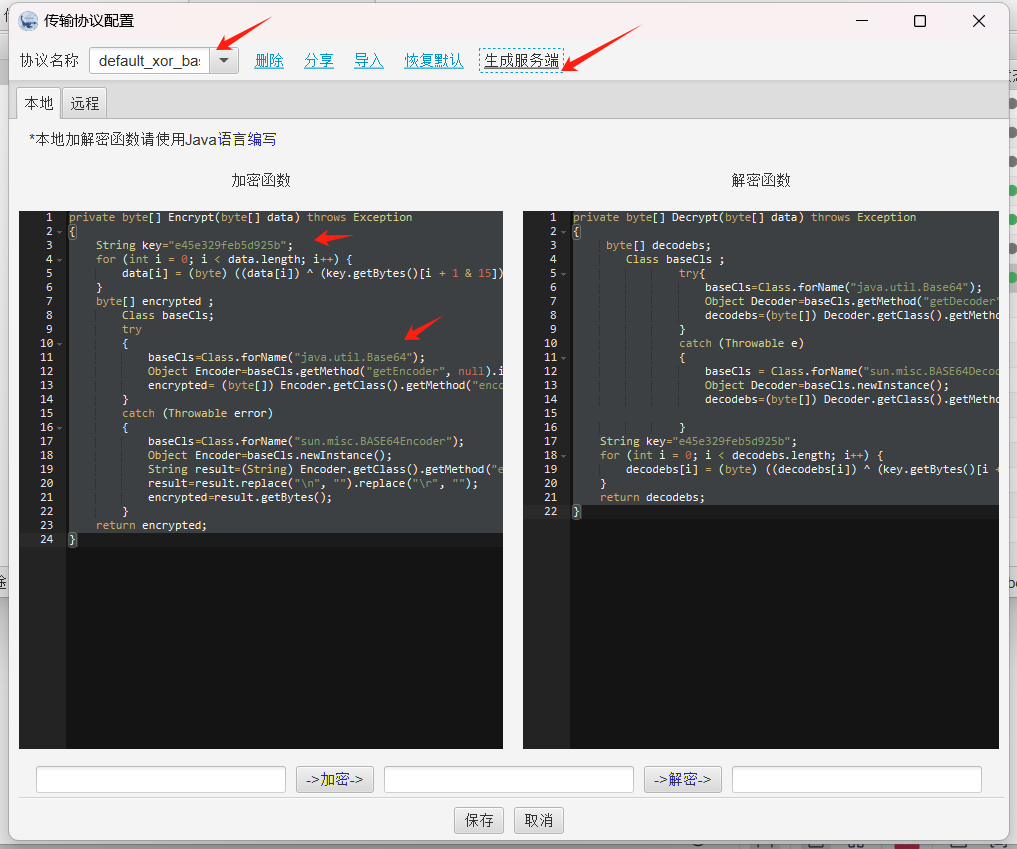 传输协议配置
协议名称 default_xor_bas 删除 分享 导入 恢复默认 生成服务端
本地 远程
*本地加解密函数请使用Java语言编写
加密函数
1 private byte[] Encrypt(byte[] data) throws Exception
2 {
3 String key="e45e329feb5d925b";
4 for (int i = 0; i < data.length; i++) {
5 data[i] = (byte) ((data[i]) ^ (key.getBytes()[i + 1 & 15])
6 }
7 byte[] encrypted ;
8 Class baseCls;
9 try
10 {
11 baseCls=Class.forName("java.util.Base64");
12 Object Encoder=baseCls.getMethod("getEncoder", null).i
13 encrypted= (byte[]) Encoder.getClass().getMethod("enco
14 }
15 catch (Throwable error)
16 {
17 baseCls=Class.forName("sun.misc.BASE64Encoder");
18 Object Encoder=baseCls.newInstance();
19 String result=(String) Encoder.getClass().getMethod("e
20 result=result.replace("\n", "").replace("\r", "");
21 encrypted=result.getBytes();
22 }
23 return encrypted;
24 }
解密函数
1 private byte[] Decrypt(byte[] data) throws Exception
2 {
3 byte[] decodebs;
4 Class baseCls ;
5 try{
6 baseCls=Class.forName("java.util.Base64");
7 Object Decoder=baseCls.getMethod("getDecoder"
8 decodebs=(byte[]) Decoder.getClass().getMetho
9 }
10 catch (Throwable e)
11 {
12 baseCls = Class.forName("sun.misc.BASE64Deco
13 Object Decoder=baseCls.newInstance();
14 decodebs=(byte[]) Decoder.getClass().getMetho
15
16 }
17 String key="e45e329feb5d925b";
18 for (int i = 0; i < decodebs.length; i++) {
19 decodebs[i] = (byte) ((decodebs[i]) ^ (key.getBytes()[i +
20 }
21 return decodebs;
22 }
->加密-> ->解密->
保存 取消